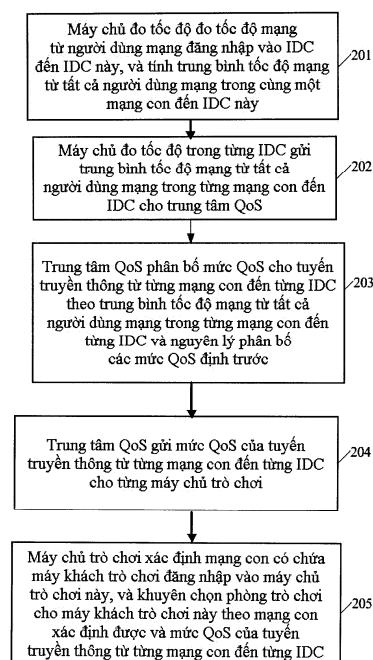 Máy chủ đo tốc độ đo tốc độ mạng
từ người dùng mạng đăng nhập vào IDC
đến IDC này, và tính trung bình tốc độ mạng
từ tất cả người dùng mạng trong cùng một
mạng con đến IDC này
201
Máy chủ đo tốc độ trong từng IDC gửi
trung bình tốc độ mạng từ tất cả
người dùng mạng trong từng mạng con đến
IDC cho trung tâm QoS
202
Trung tâm QoS phân bố mức QoS cho tuyến
truyền thông từ từng mạng con đến từng IDC
theo trung bình tốc độ mạng từ tất cả
người dùng mạng trong từng mạng con đến
từng IDC và nguyên lý phân bố
các mức QoS định trước
203
Trung tâm QoS gửi mức QoS của tuyến
truyền thông từ từng mạng con đến từng IDC
cho từng máy chủ trò chơi
204
Máy chủ trò chơi xác định mạng con có chứa
máy khách trò chơi đăng nhập vào máy chủ
trò chơi này, và khuyên chọn phòng trò chơi
cho máy khách trò chơi này theo mạng con
xác định được và mức QoS của tuyến
truyền thông từ từng mạng con đến từng IDC
205